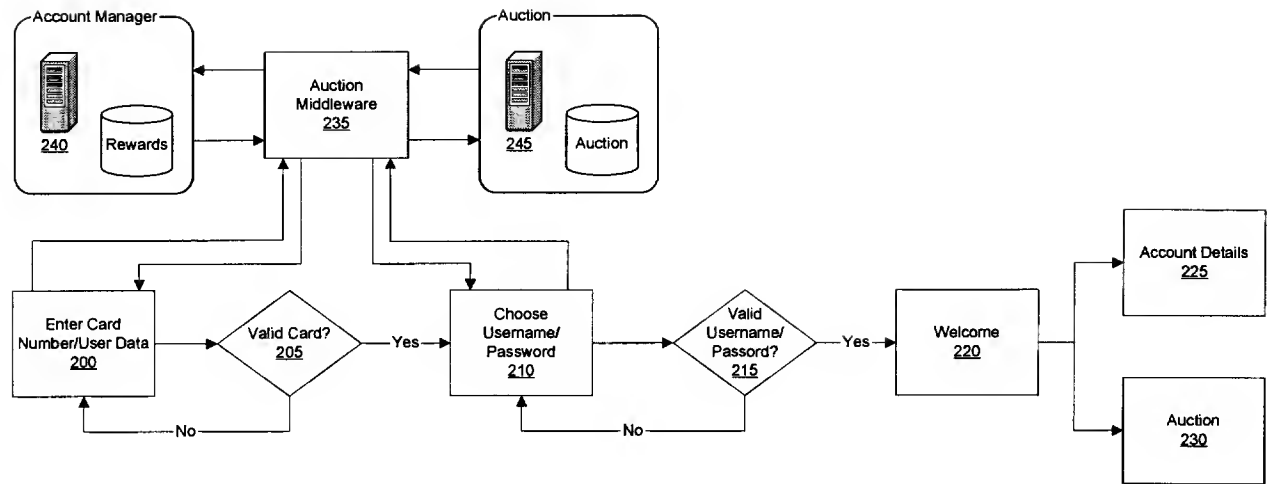 Account Manager
240
Rewards
Auction
Middleware
235
Auction
245
Auction
Enter Card
Number/User Data
200
Valid Card?
205
Yes
No
Choose
Username/
Password
210
Valid
Username/
Passord?
215
Yes
No
Welcome
220
Account Details
225
Auction
230